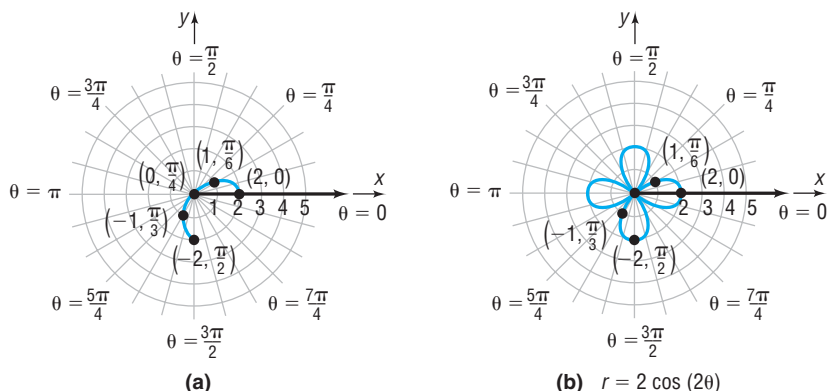 y
θ = π/2
θ = 3π/4
θ = π/4
(1, π/6)
(0, π/4)
(2, 0)
x
θ = π
1 2 3 4 5
θ = 0
(−1, π/3)
(−2, π/2)
θ = 5π/4
θ = 7π/4
θ = 3π/2
(a)
y
θ = π/2
θ = 3π/4
θ = π/4
(1, π/6)
(2, 0)
x
θ = π
2 3 4 5
θ = 0
(−1, π/3)
(−2, π/2)
θ = 5π/4
θ = 7π/4
θ = 3π/2
(b) r = 2 cos (2θ)